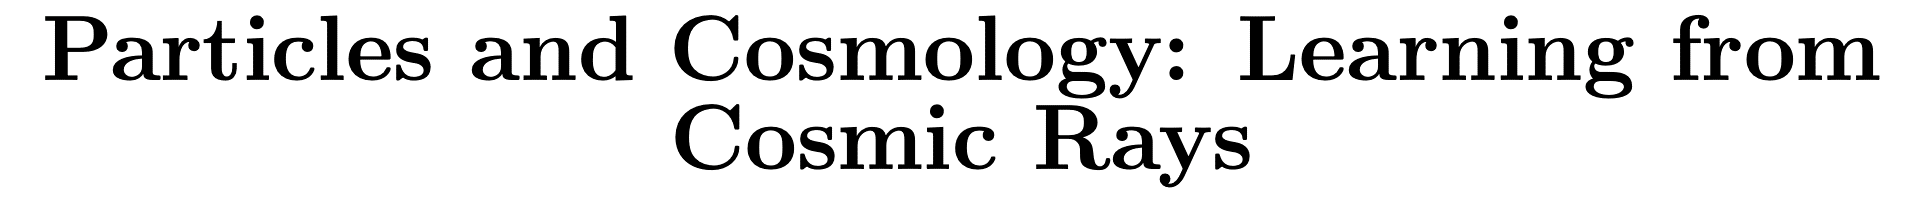 Particles and Cosmology: Learning from
Cosmic Rays